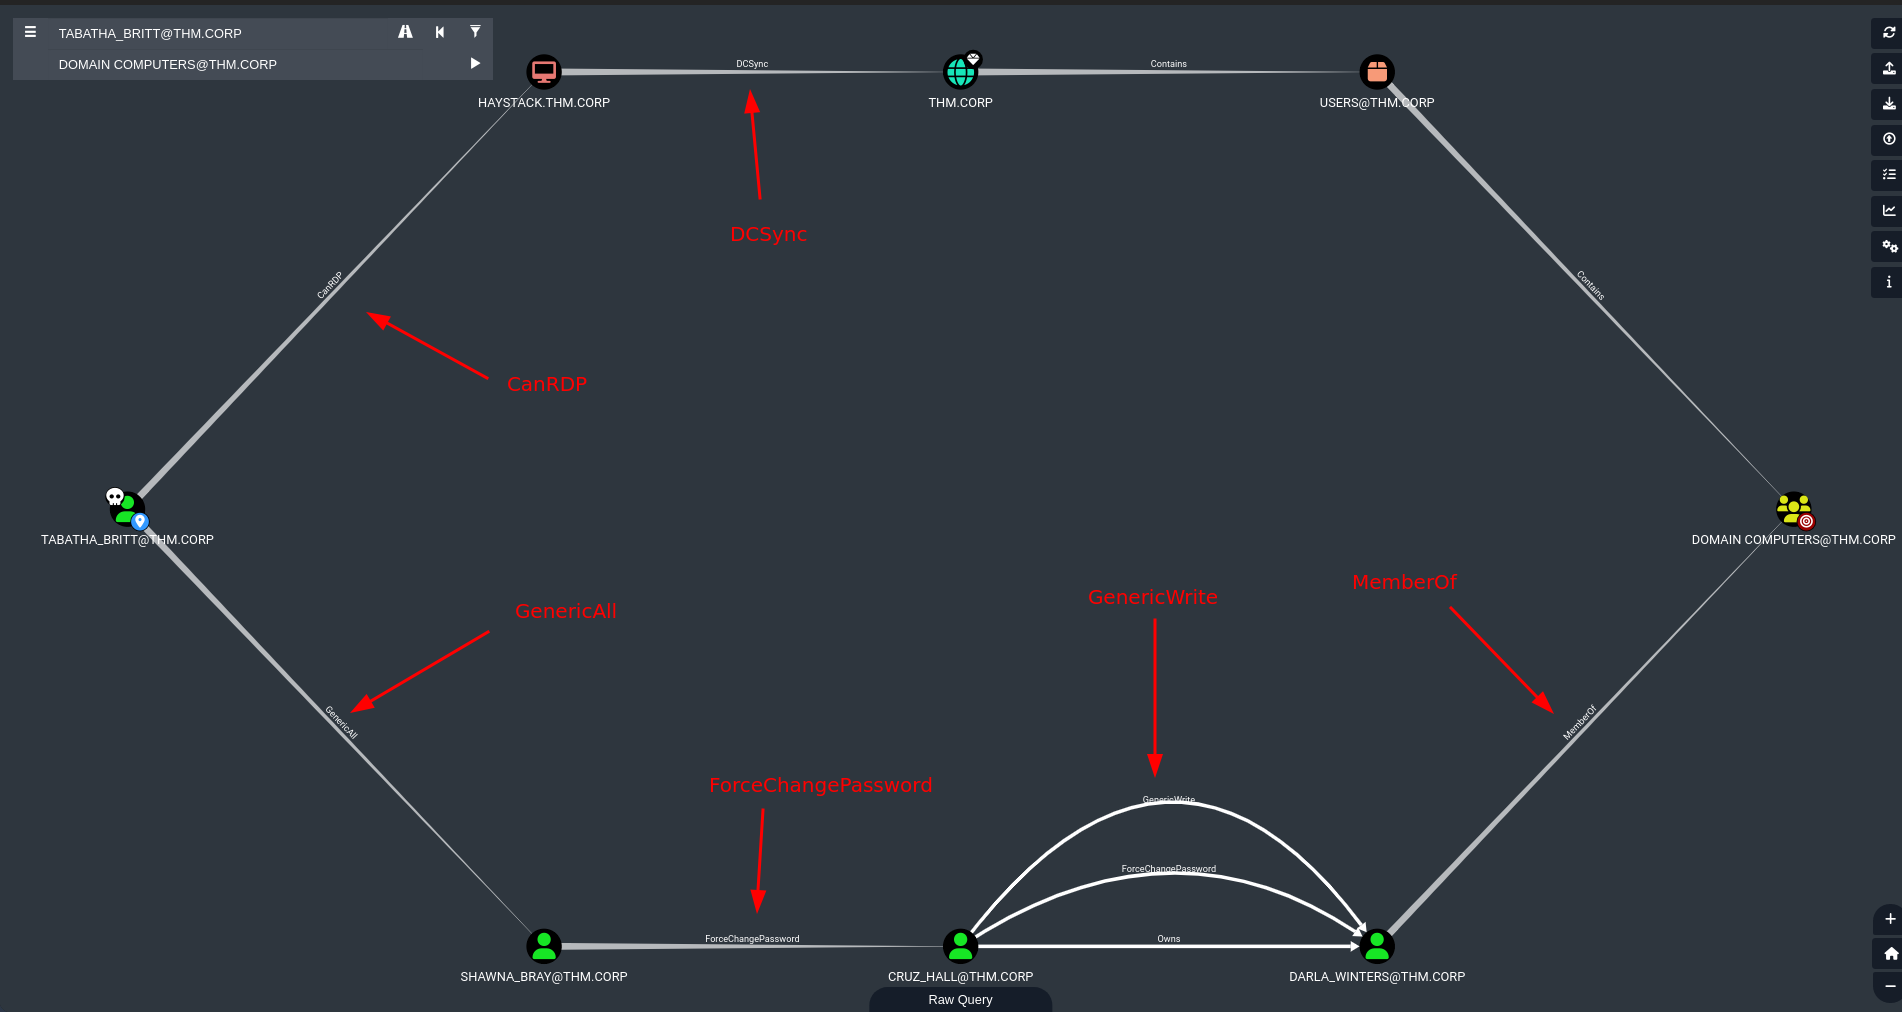 TABATHA_BRITT@THM.CORP
DOMAIN COMPUTERS@THM.CORP
DCSync
Contains
HAYSTACK.THM.CORP
THM.CORP
USERS@THM.CORP
DCSync
CanRDP
Contains
CanRDP
TABATHA_BRITT@THM.CORP
DOMAIN COMPUTERS@THM.CORP
GenericAll
GenericWrite
MemberOf
GenericAll
MemberOf
ForceChangePassword
GenericWrite
ForceChangePassword
ForceChangePassword
Owns
SHAWNA_BRAY@THM.CORP
CRUZ_HALL@THM.CORP
DARLA_WINTERS@THM.CORP
Raw Query